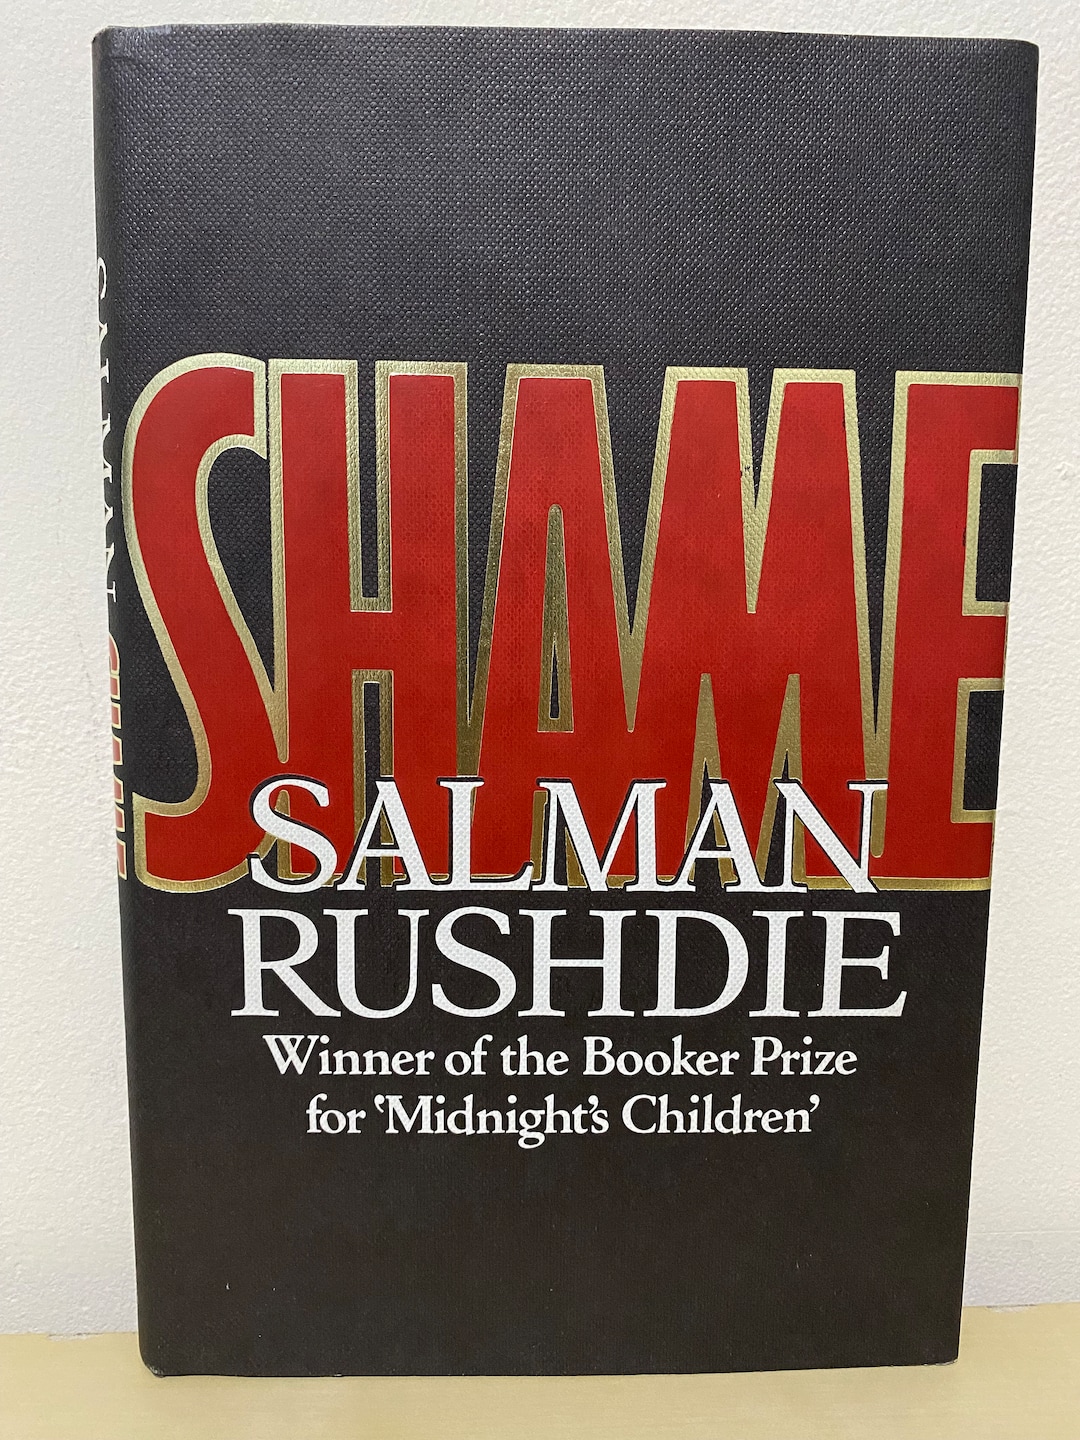 SHAME
SALMAN
RUSHDIE
Winner of the Booker Prize
for ‘Midnight’s Children’
SALMAN SHAME